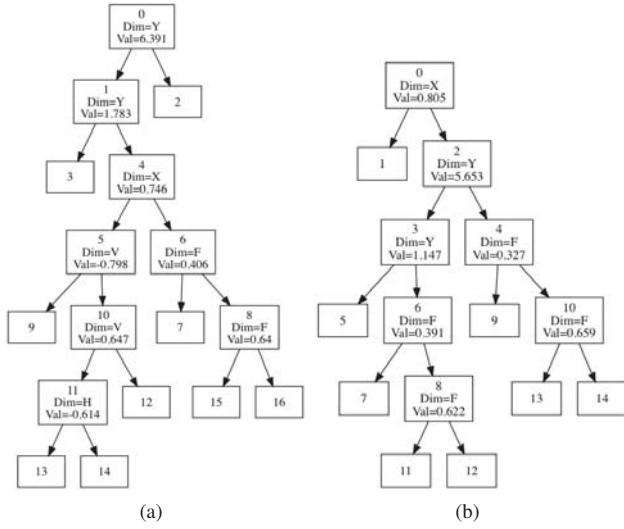 0
Dim=Y
Val=6.391
1
Dim=Y
Val=1.783
2
3
4
Dim=X
Val=0.746
5
Dim=V
Val=-0.798
6
Dim=F
Val=0.406
9
10
Dim=V
Val=0.647
7
8
Dim=F
Val=0.64
11
Dim=H
Val=-0.614
12
15
16
13
14
(a)
0
Dim=X
Val=0.805
1
2
Dim=Y
Val=5.653
3
Dim=Y
Val=1.147
4
Dim=F
Val=0.327
5
6
Dim=F
Val=0.391
9
10
Dim=F
Val=0.659
7
8
Dim=F
Val=0.622
13
14
11
12
(b)